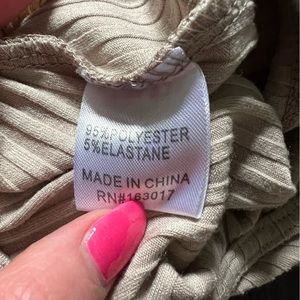 95%POLYESTER
5%ELASTANE
MADE IN CHINA
RN#163017